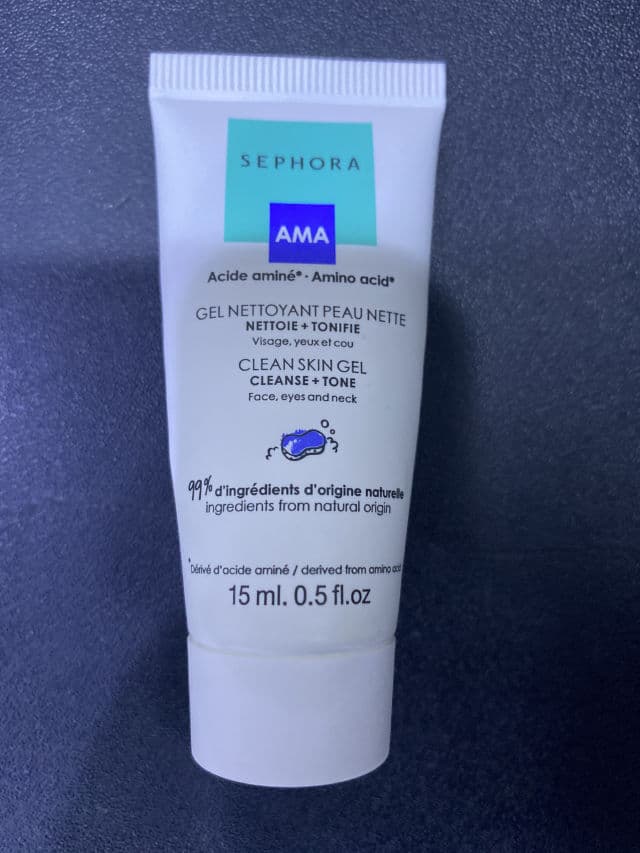 SEPHORA
AMA
Acide aminé* · Amino acid*
GEL NETTOYANT PEAU NETTE
NETTOIE + TONIFIE
Visage, yeux et cou
CLEAN SKIN GEL
CLEANSE + TONE
Face, eyes and neck
99% d'ingrédients d'origine naturelle
ingredients from natural origin
*Dérivé d'acide aminé / derived from amino acid
15 ml. 0.5 fl.oz